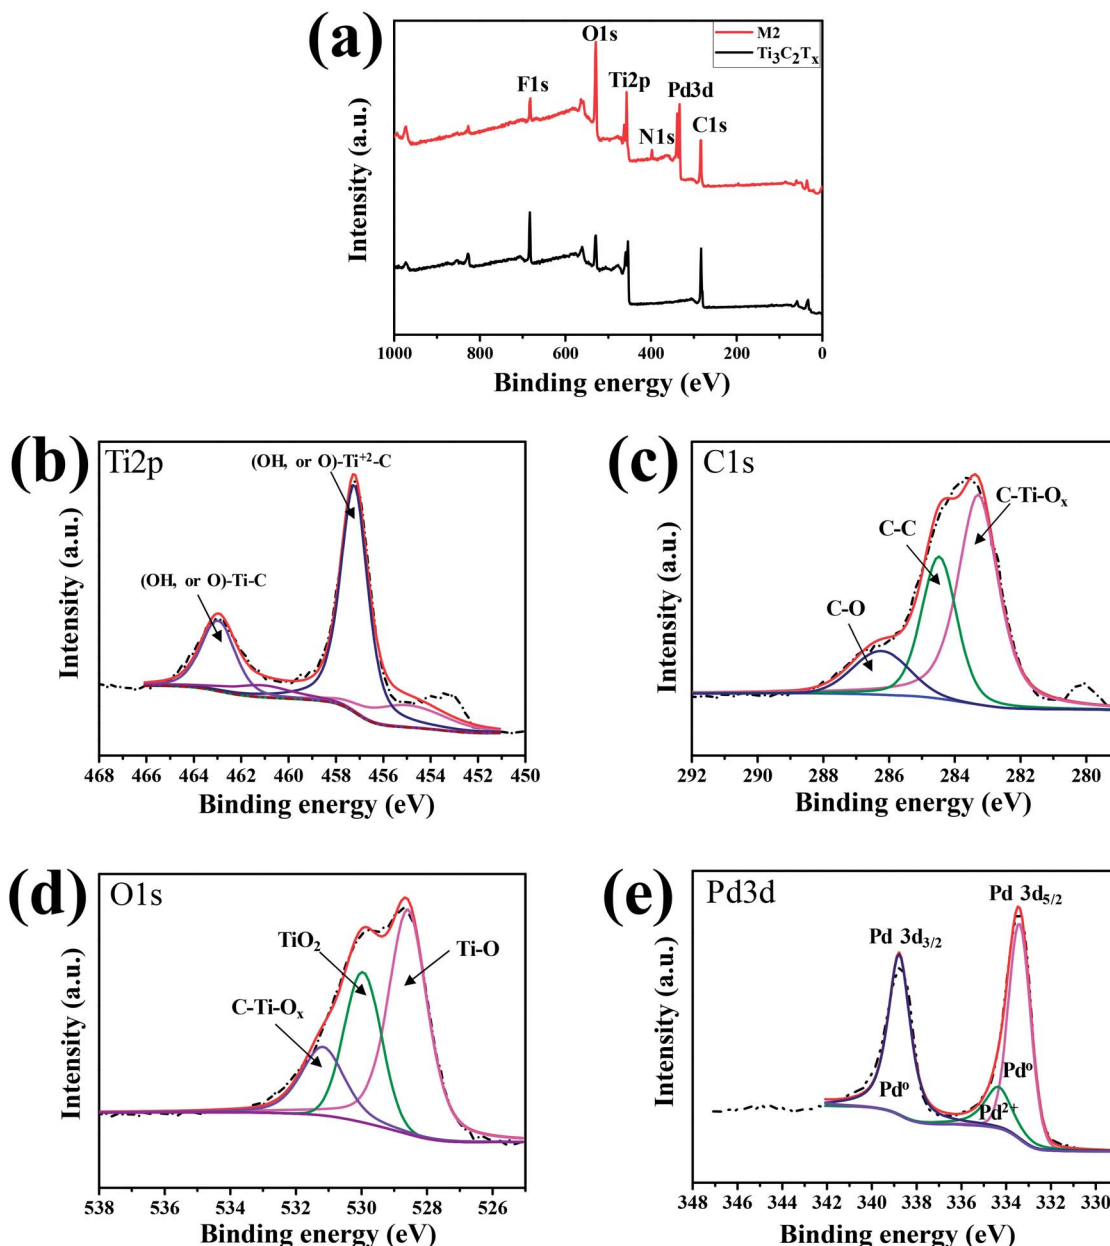 (a)
M2
Ti₃C₂Tₓ
O1s
F1s
Ti2p
Pd3d
N1s
C1s
Intensity (a.u.)
1000 800 600 400 200 0
Binding energy (eV)
(b)
Ti2p
(OH, or O)-Ti⁺²-C
(OH, or O)-Ti-C
Intensity (a.u.)
468 466 464 462 460 458 456 454 452 450
Binding energy (eV)
(c)
C1s
C-Ti-Oₓ
C-C
C-O
Intensity (a.u.)
292 290 288 286 284 282 280
Binding energy (eV)
(d)
O1s
TiO₂
Ti-O
C-Ti-Oₓ
Intensity (a.u.)
538 536 534 532 530 528 526
Binding energy (eV)
(e)
Pd3d
Pd 3d₅/₂
Pd 3d₃/₂
Pd⁰
Pd⁰
Pd²⁺
Intensity (a.u.)
348 346 344 342 340 338 336 334 332 330
Binding energy (eV)